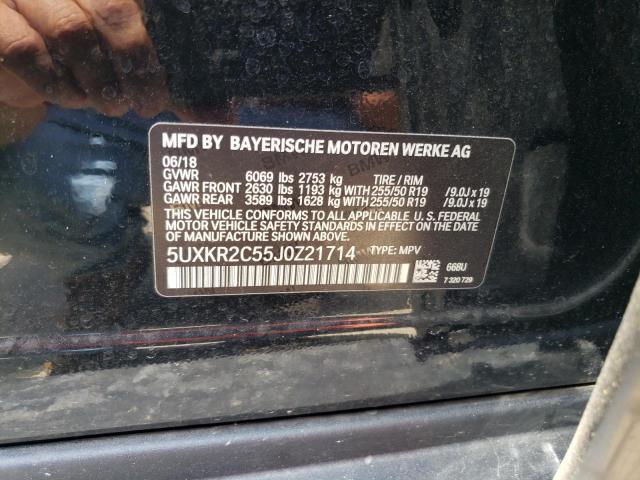 MFD BY BAYERISCHE MOTOREN WERKE AG
06/18
GVWR 6069 lbs 2753 kg TIRE / RIM
GAWR FRONT 2630 lbs 1193 kg WITH 255/50 R19 /9.0J x 19
GAWR REAR 3589 lbs 1628 kg WITH 255/50 R19 /9.0J x 19
THIS VEHICLE CONFORMS TO ALL APPLICABLE U. S. FEDERAL
MOTOR VEHICLE SAFETY STANDARDS IN EFFECT ON THE DATE
OF MANUFACTURE SHOWN ABOVE.
5UXKR2C55J0Z21714 TYPE: MPV
668U
7 320 729